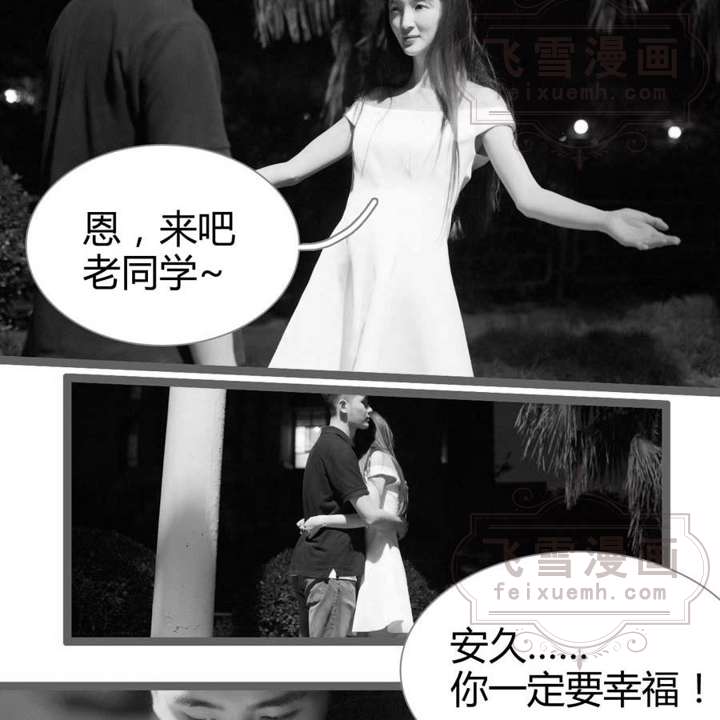 飞雪漫画
feixuemh.com
恩，来吧
老同学~
飞雪漫画
feixuemh.com
安久......
你一定要幸福！